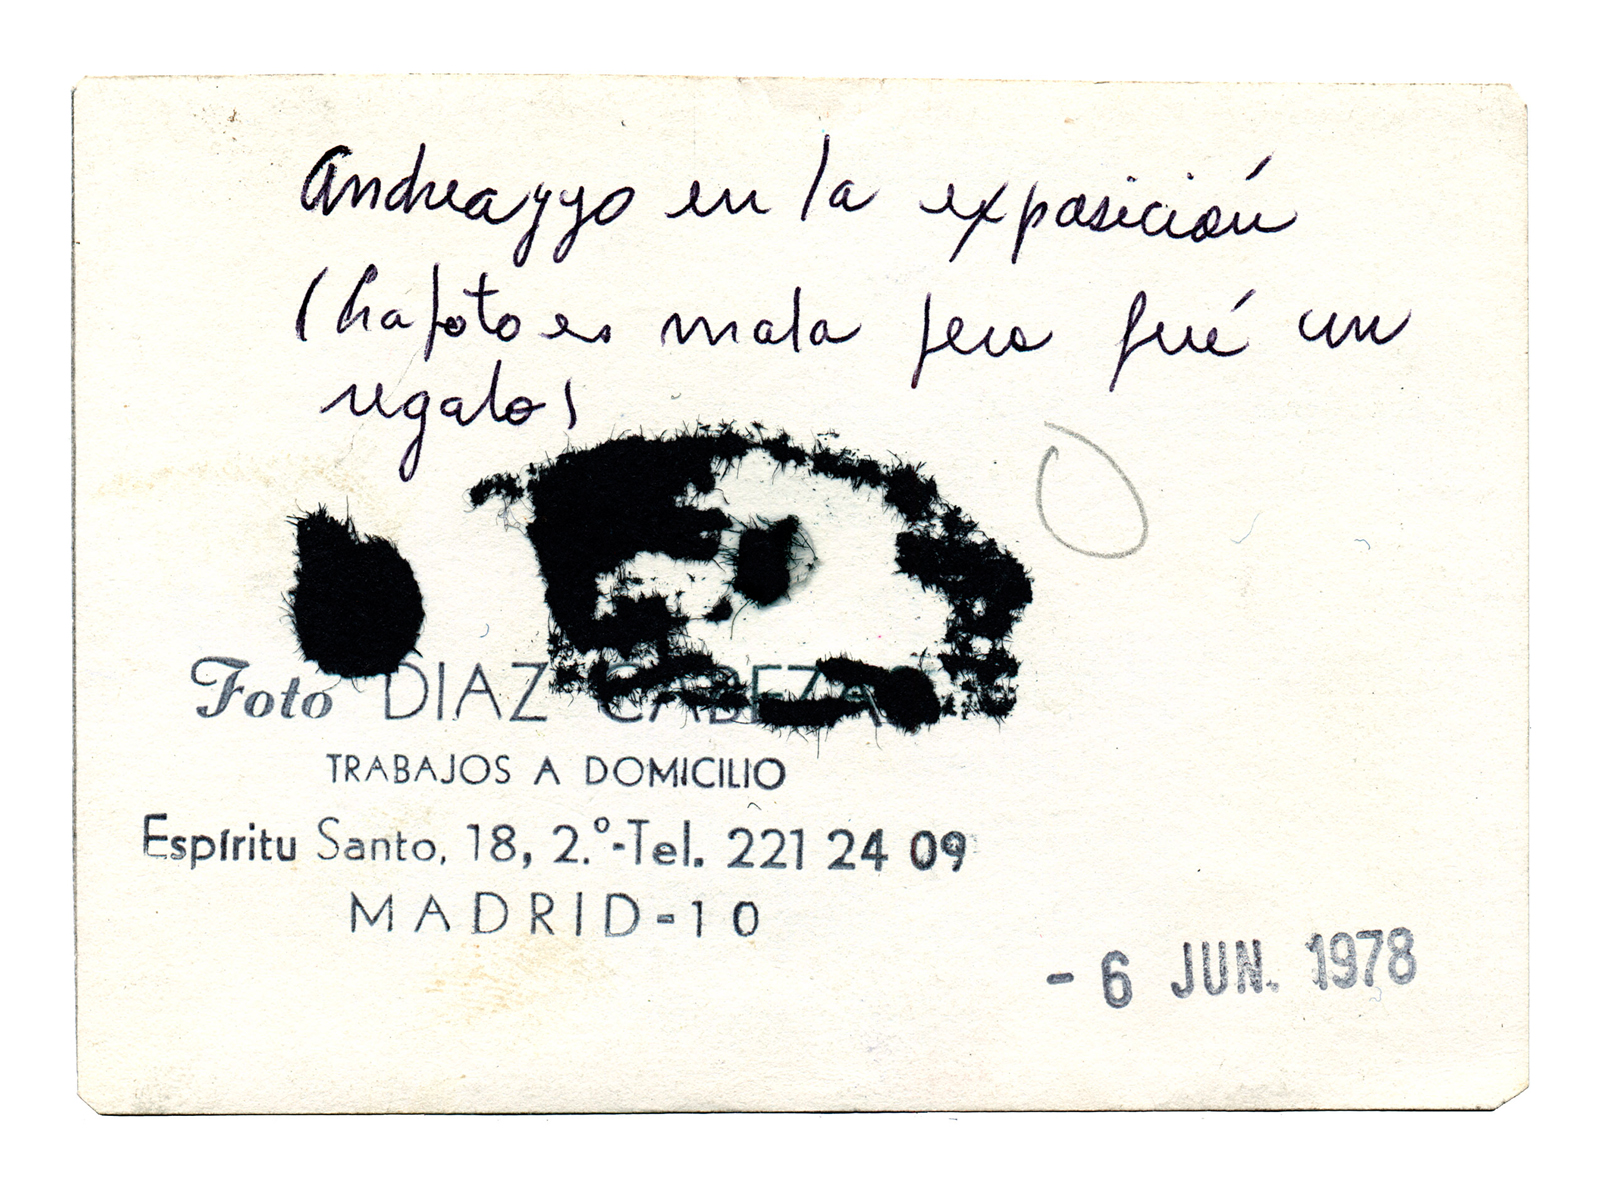 Andrea y yo en la exposición
(La foto es mala pero fué un
regalo)
Foto DIAZ CABEZAS
TRABAJOS A DOMICILIO
Espíritu Santo, 18, 2.º-Tel. 221 24 09
MADRID-10
- 6 JUN. 1978